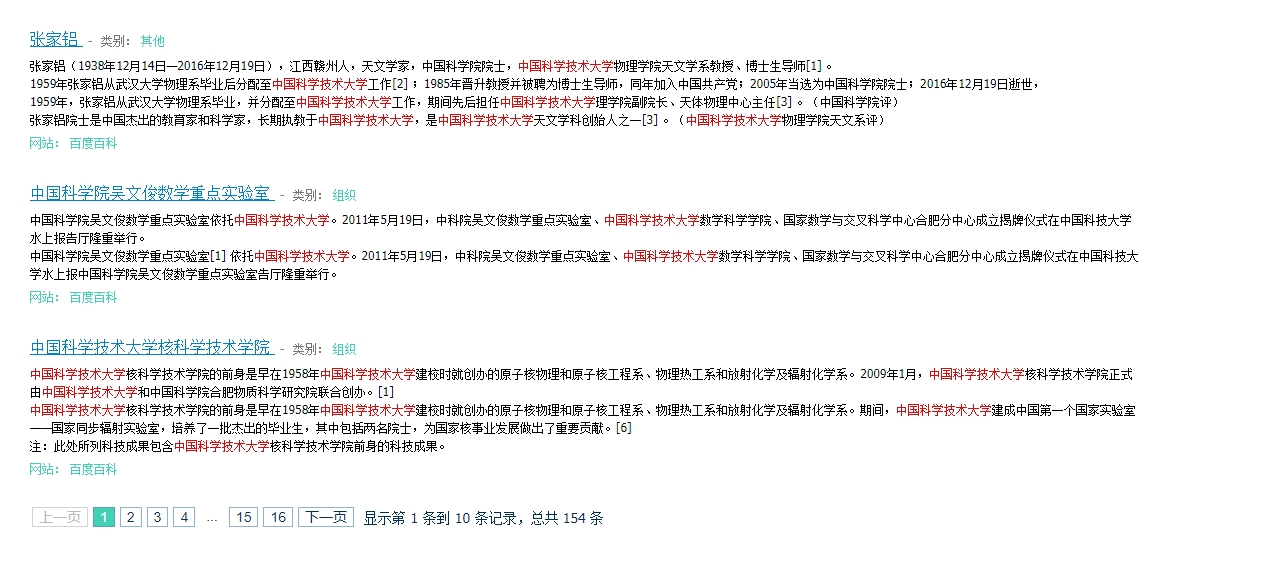 张家铝 - 类别： 其他
张家铝（1938年12月14日—2016年12月19日），江西赣州人，天文学家，中国科学院院士，中国科学技术大学物理学院天文学系教授、博士生导师[1] 。
1959年张家铝从武汉大学物理系毕业后分配至中国科学技术大学工作[2] ；1985年晋升教授并被聘为博士生导师，同年加入中国共产党；2005年当选为中国科学院院士；2016年12月19日逝世，
1959年，张家铝从武汉大学物理系毕业，并分配至中国科学技术大学工作，期间先后担任中国科学技术大学理学院副院长、天体物理中心主任[3] 。（中国科学院评）
张家铝院士是中国杰出的教育家和科学家，长期执教于中国科学技术大学，是中国科学技术大学天文学科创始人之一[3] 。（中国科学技术大学物理学院天文系评）
网站： 百度百科
中国科学院吴文俊数学重点实验室 - 类别： 组织
中国科学院吴文俊数学重点实验室依托中国科学技术大学。2011年5月19日，中科院吴文俊数学重点实验室、中国科学技术大学数学科学学院、国家数学与交叉科学中心合肥分中心成立揭牌仪式在中国科技大学
水上报告厅隆重举行。
中国科学院吴文俊数学重点实验室[1] 依托中国科学技术大学。2011年5月19日，中科院吴文俊数学重点实验室、中国科学技术大学数学科学学院、国家数学与交叉科学中心合肥分中心成立揭牌仪式在中国科技大
学水上报中国科学院吴文俊数学重点实验室告厅隆重举行。
网站： 百度百科
中国科学技术大学核科学技术学院 - 类别： 组织
中国科学技术大学核科学技术学院的前身是早在1958年中国科学技术大学建校时就创办的原子核物理和原子核工程系、物理热工系和放射化学及辐射化学系。2009年1月，中国科学技术大学核科学技术学院正式
由中国科学技术大学和中国科学院合肥物质科学研究院联合创办。[1]
中国科学技术大学核科学技术学院的前身是早在1958年中国科学技术大学建校时就创办的原子核物理和原子核工程系、物理热工系和放射化学及辐射化学系。期间，中国科学技术大学建成中国第一个国家实验室
——国家同步辐射实验室，培养了一批杰出的毕业生，其中包括两名院士，为国家核事业发展做出了重要贡献。[6]
注：此处所列科技成果包含中国科学技术大学核科学技术学院前身的科技成果。
网站： 百度百科
上一页 1 2 3 4 ... 15 16 下一页 显示第 1 条到 10 条记录，总共 154 条